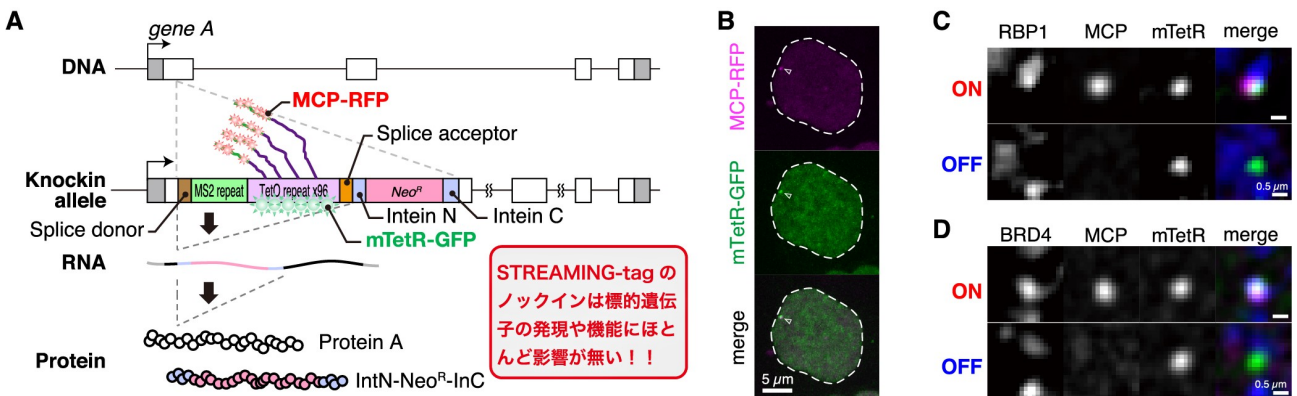 A
gene A
DNA
MCP-RFP
Splice acceptor
Knockin
allele
MS2 repeat
TetO repeat x96
Neoᴿ
Intein N
Intein C
Splice donor
mTetR-GFP
RNA
STREAMING-tag の
ノックインは標的遺伝
子の発現や機能にほと
んど影響が無い！！
Protein
Protein A
IntN-Neoᴿ-InC
B
MCP-RFP
mTetR-GFP
merge
5 µm
C
RBP1
MCP
mTetR
merge
ON
OFF
0.5 µm
D
BRD4
MCP
mTetR
merge
ON
OFF
0.5 µm